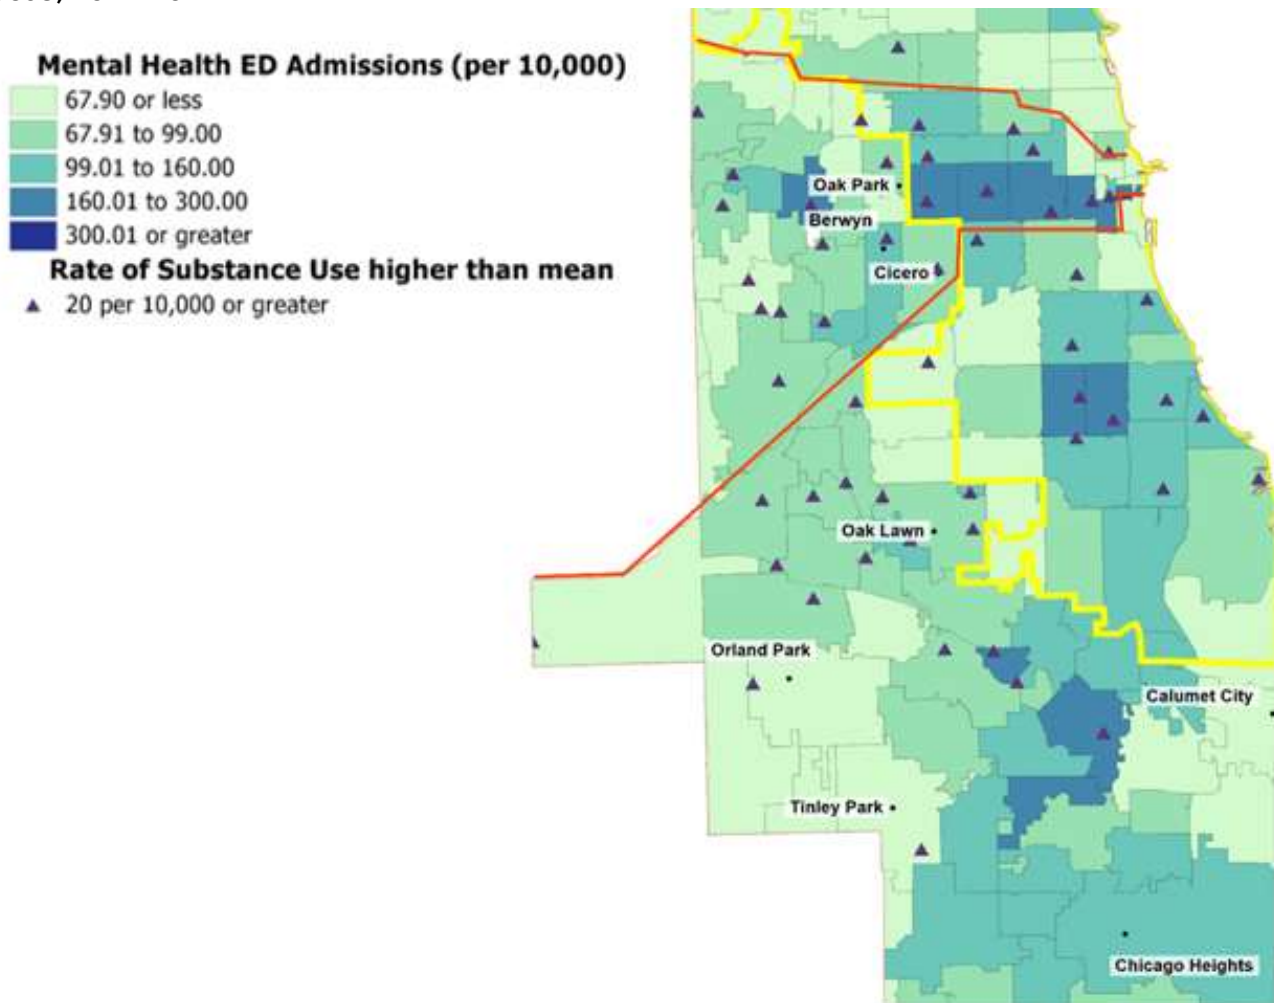 Mental Health ED Admissions (per 10,000)
67.90 or less
67.91 to 99.00
99.01 to 160.00
160.01 to 300.00
300.01 or greater
Rate of Substance Use higher than mean
20 per 10,000 or greater
Oak Park
Berwyn
Cicero
Oak Lawn
Orland Park
Calumet City
Tinley Park
Chicago Heights